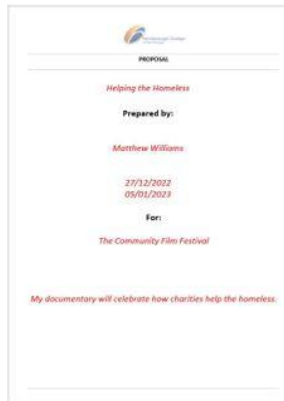 PROPOSAL
Helping the Homeless
Prepared by:
Matthew Williams
27/12/2022
05/01/2023
For:
The Community Film Festival
My documentary will celebrate how charities help the homeless.